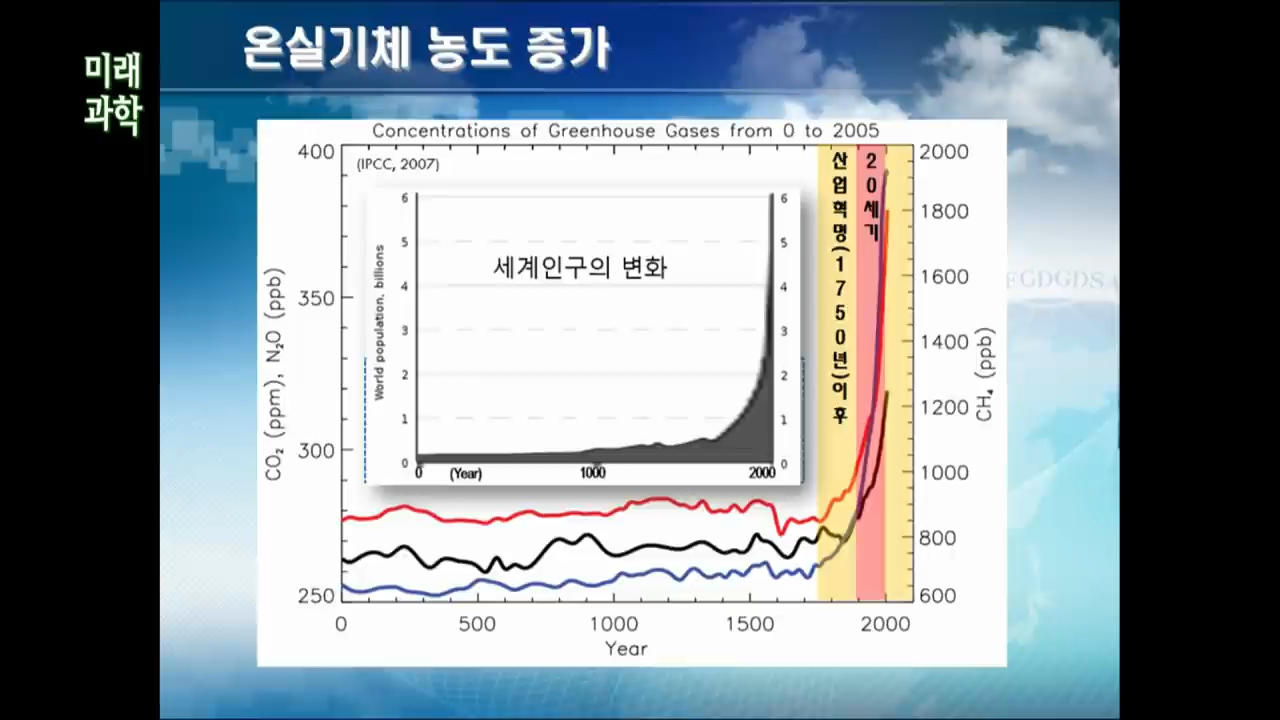 온실기체 농도 증가
미래
과학
Concentrations of Greenhouse Gases from 0 to 2005
(IPCC, 2007)
400
350
300
250
CO₂ (ppm), N₂O (ppb)
2000
1800
1600
1400
1200
1000
800
600
CH₄ (ppb)
0 500 1000 1500 2000
Year
산업혁명(1750년)이후
20세기
세계인구의 변화
World population, billions
6
5
4
3
2
1
0
6
5
4
3
2
1
0
0 (Year) 1000 2000